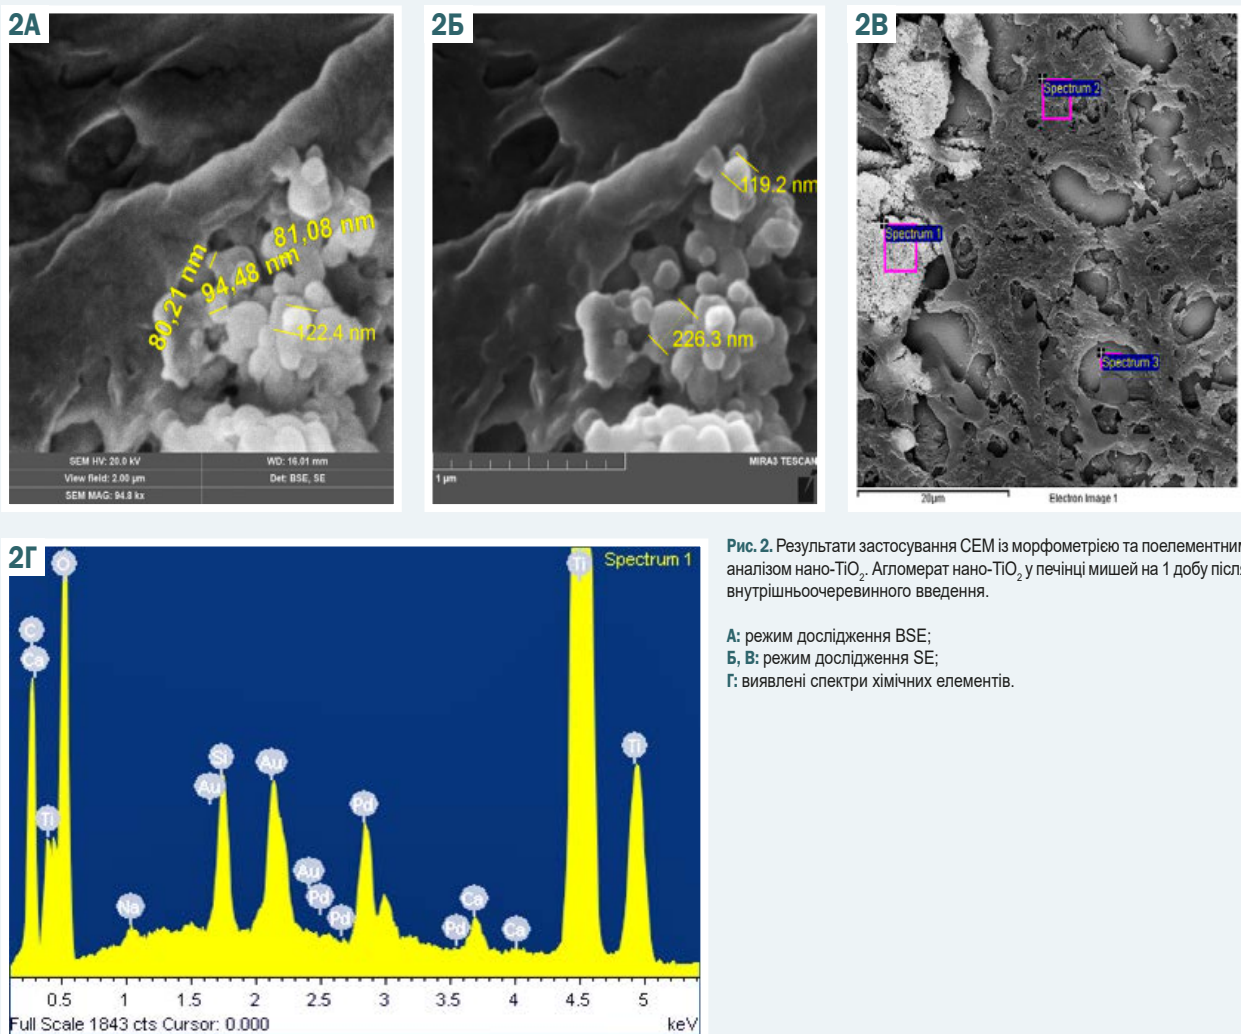 2А
81,08 nm
94,48 nm
80,21 nm
122.4 nm
SEM HV: 20.0 kV
WD: 16.01 mm
View field: 2.00 µm
Det: BSE, SE
SEM MAG: 94.8 kx
2Б
119.2 nm
226.3 nm
MIRA3 TESCAN
1 µm
2В
Spectrum 2
Spectrum 1
Spectrum 3
20µm
Electron Image 1
2Г
Spectrum 1
O
C
Ca
Ti
Na
Si
Au
Au
Au
Pd
Pd
Pd
Pd
Ca
Ca
Ti
Ti
0.5 1 1.5 2 2.5 3 3.5 4 4.5 5
Full Scale 1843 cts Cursor: 0.000
keV
Рис. 2. Результати застосування СЕМ із морфометрією та поелементним
аналізом нано-TiO2. Агломерат нано-TiO2 у печінці мишей на 1 добу після
внутрішньоочеревинного введення.
А: режим дослідження BSE;
Б, В: режим дослідження SE;
Г: виявлені спектри хімічних елементів.